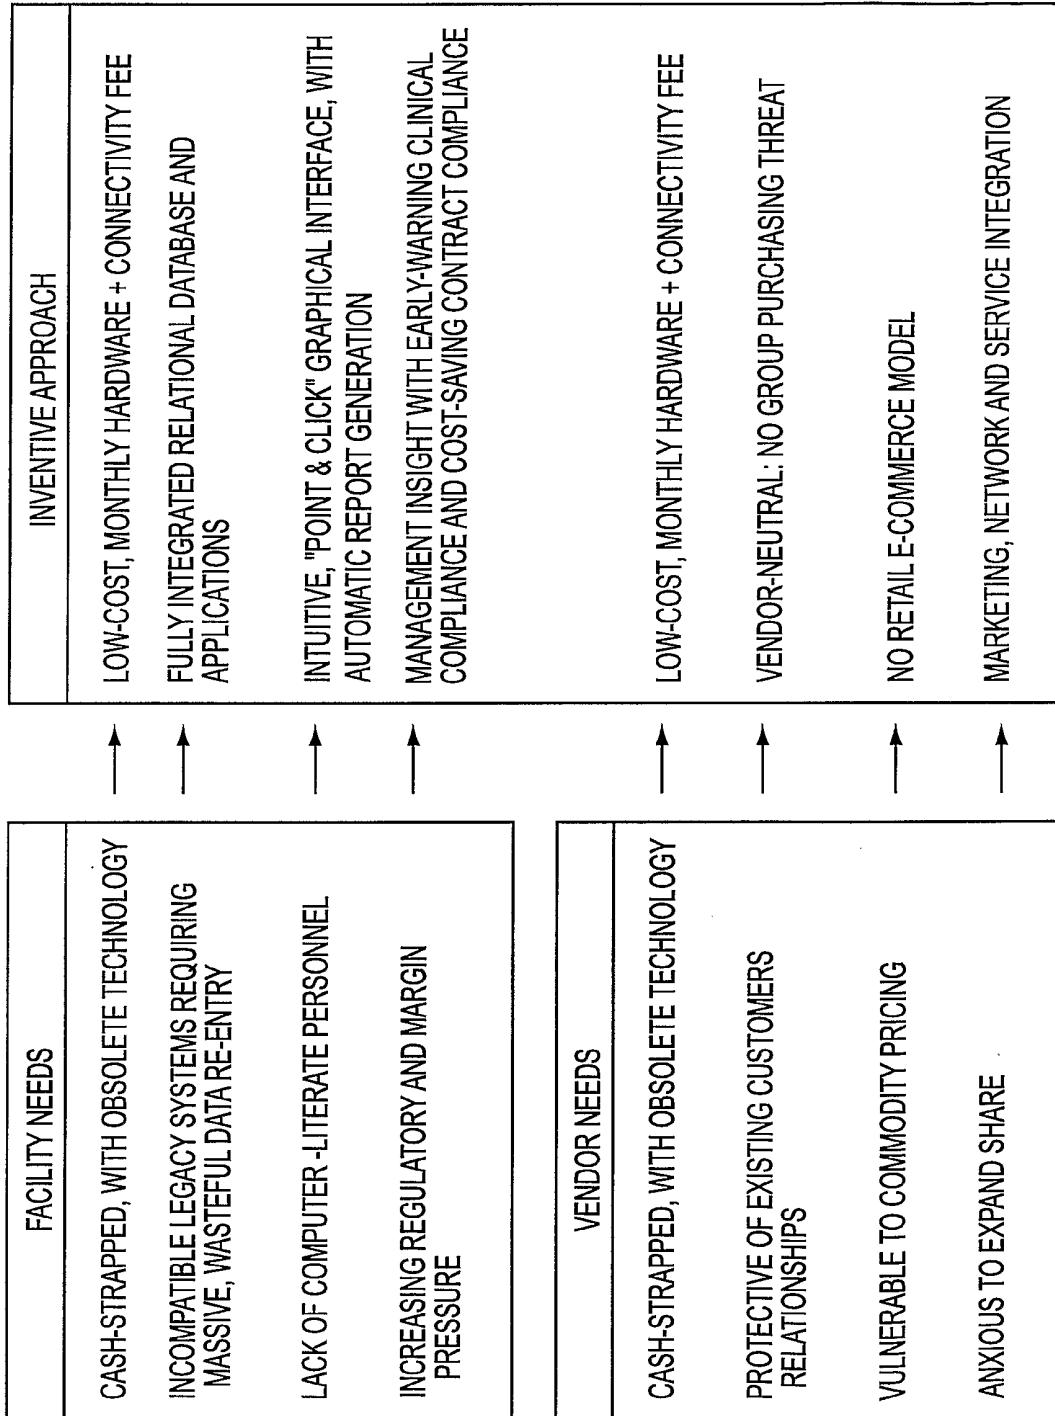 FACILITY NEEDS
CASH-STRAPPED, WITH OBSOLETE TECHNOLOGY
INCOMPATIBLE LEGACY SYSTEMS REQUIRING
MASSIVE, WASTEFUL DATA RE-ENTRY
LACK OF COMPUTER -LITERATE PERSONNEL
INCREASING REGULATORY AND MARGIN
PRESSURE
VENDOR NEEDS
CASH-STRAPPED, WITH OBSOLETE TECHNOLOGY
PROTECTIVE OF EXISTING CUSTOMERS
RELATIONSHIPS
VULNERABLE TO COMMODITY PRICING
ANXIOUS TO EXPAND SHARE
INVENTIVE APPROACH
LOW-COST, MONTHLY HARDWARE + CONNECTIVITY FEE
FULLY INTEGRATED RELATIONAL DATABASE AND
APPLICATIONS
INTUITIVE, "POINT & CLICK" GRAPHICAL INTERFACE, WITH
AUTOMATIC REPORT GENERATION
MANAGEMENT INSIGHT WITH EARLY-WARNING CLINICAL
COMPLIANCE AND COST-SAVING CONTRACT COMPLIANCE
LOW-COST, MONTHLY HARDWARE + CONNECTIVITY FEE
VENDOR-NEUTRAL: NO GROUP PURCHASING THREAT
NO RETAIL E-COMMERCE MODEL
MARKETING, NETWORK AND SERVICE INTEGRATION